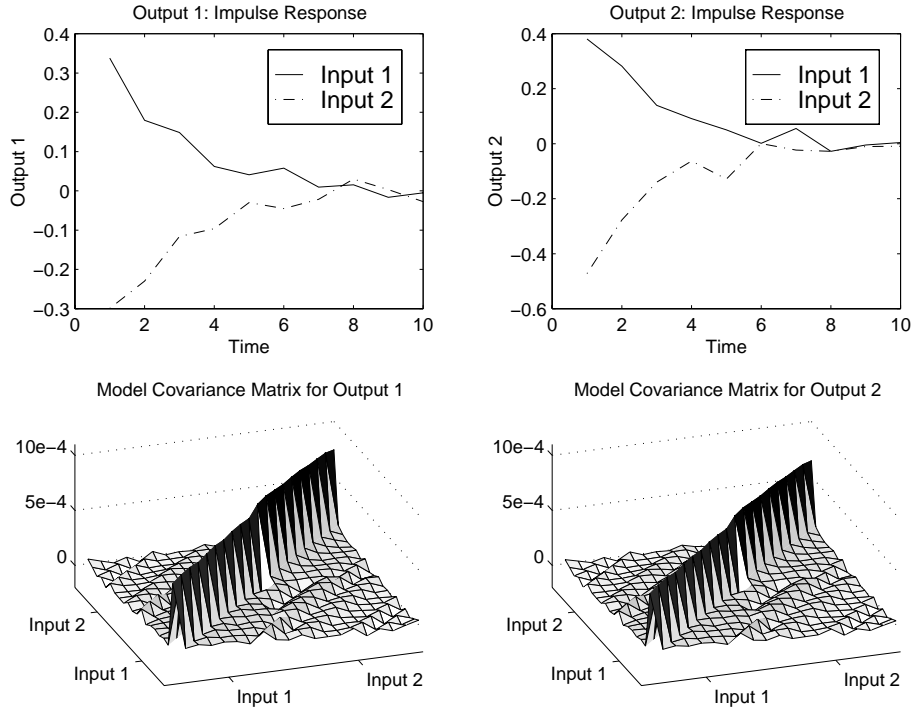 Output 1: Impulse Response
0.4
0.3
0.2
0.1
0
−0.1
−0.2
−0.3
Output 1
Input 1
Input 2
0 2 4 6 8 10
Time
Output 2: Impulse Response
0.4
0.2
0
−0.2
−0.4
−0.6
Output 2
Input 1
Input 2
0 2 4 6 8 10
Time
Model Covariance Matrix for Output 1
10e−4
5e−4
0
Input 2
Input 1
Input 1
Input 2
Model Covariance Matrix for Output 2
10e−4
5e−4
0
Input 2
Input 1
Input 1
Input 2